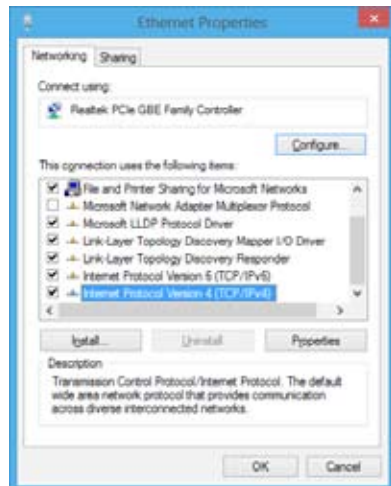 Ethernet Properties
Networking Sharing
Connect using:
Realtek PCIe GBE Family Controller
Configure...
This connection uses the following items:
File and Printer Sharing for Microsoft Networks
Microsoft Network Adapter Multiplexor Protocol
Microsoft LLDP Protocol Driver
Link-Layer Topology Discovery Mapper I/O Driver
Link-Layer Topology Discovery Responder
Internet Protocol Version 6 (TCP/IPv6)
Internet Protocol Version 4 (TCP/IPv4)
Install... Uninstall Properties
Description
Transmission Control Protocol/Internet Protocol. The default
wide area network protocol that provides communication
across diverse interconnected networks.
OK Cancel